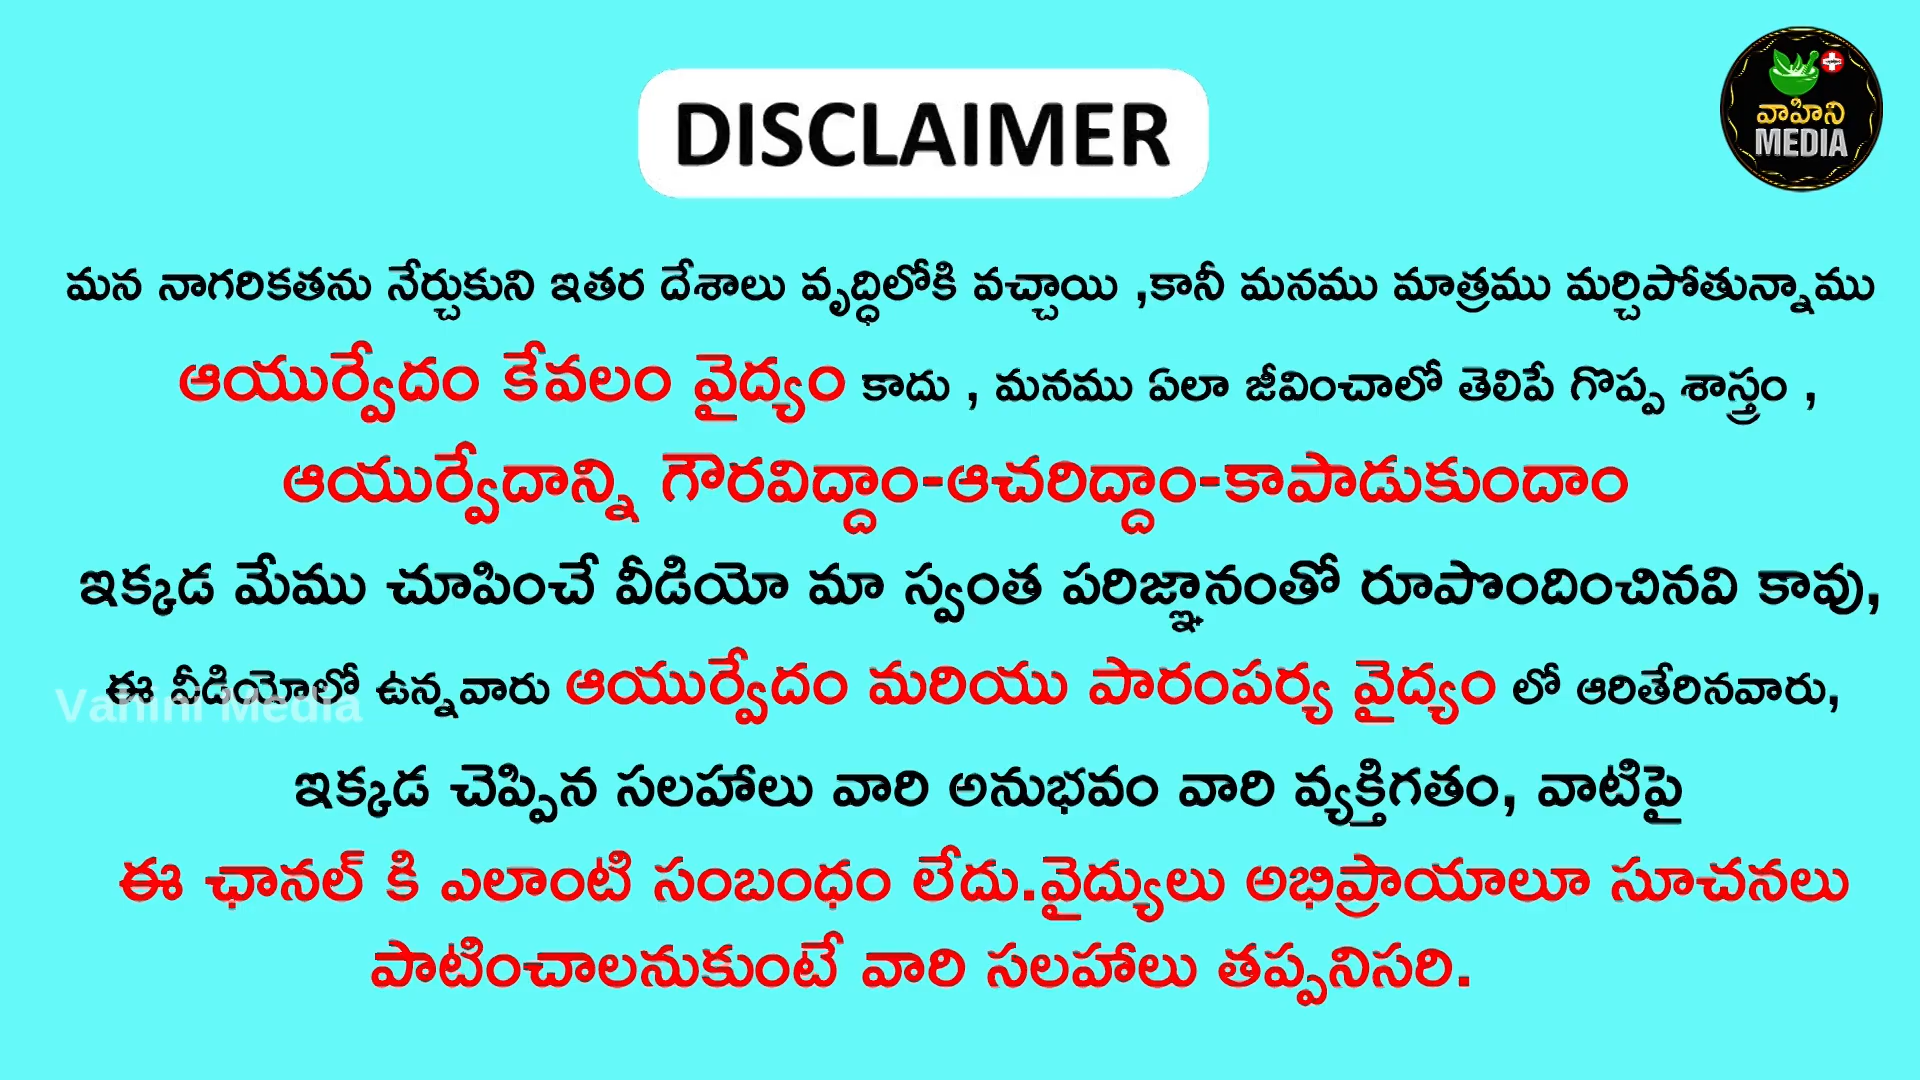 DISCLAIMER
వాహిని
MEDIA
మన నాగరికతను నేర్చుకుని ఇతర దేశాలు వృద్ధిలోకి వచ్చాయి ,కానీ మనము మాత్రము మర్చిపోతున్నాము
ఆయుర్వేదం కేవలం వైద్యం కాదు , మనము ఏలా జీవించాలో తెలిపే గొప్ప శాస్త్రం ,
ఆయుర్వేదాన్ని గౌరవిద్దాం-ఆచరిద్దాం-కాపాడుకుందాం
ఇక్కడ మేము చూపించే వీడియో మా స్వంత పరిజ్ఞానంతో రూపొందించినవి కావు,
ఈ వీడియోలో ఉన్నవారు ఆయుర్వేదం మరియు పారంపర్య వైద్యం లో ఆరితేరినవారు,
Vahini Media
ఇక్కడ చెప్పిన సలహాలు వారి అనుభవం వారి వ్యక్తిగతం, వాటిపై
ఈ ఛానల్ కి ఎలాంటి సంబంధం లేదు.వైద్యులు అభిప్రాయాలూ సూచనలు
పాటించాలనుకుంటే వారి సలహాలు తప్పనిసరి.